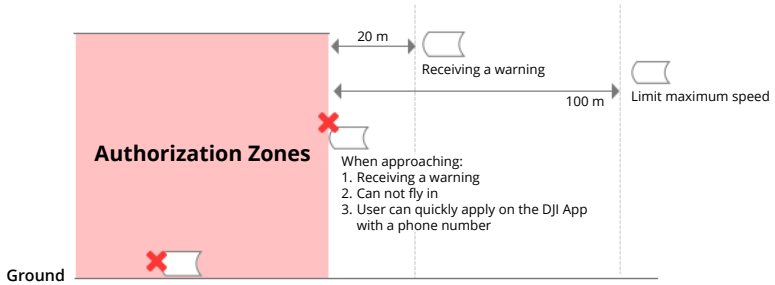 20 m
Receiving a warning
100 m
Limit maximum speed
Authorization Zones
When approaching:
1. Receiving a warning
2. Can not fly in
3. User can quickly apply on the DJI App
with a phone number
Ground